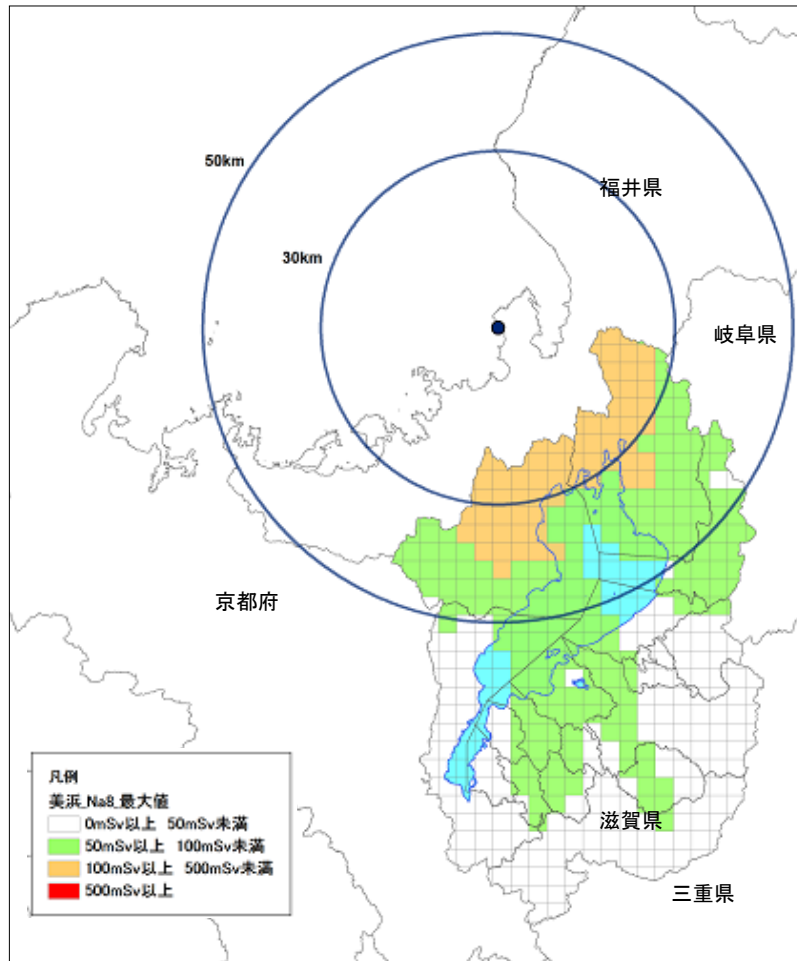 50km
福井県
30km
岐阜県
京都府
凡例
美浜_Na8_最大値
0mSv以上 50mSv未満
50mSv以上 100mSv未満
100mSv以上 500mSv未満
500mSv以上
滋賀県
三重県